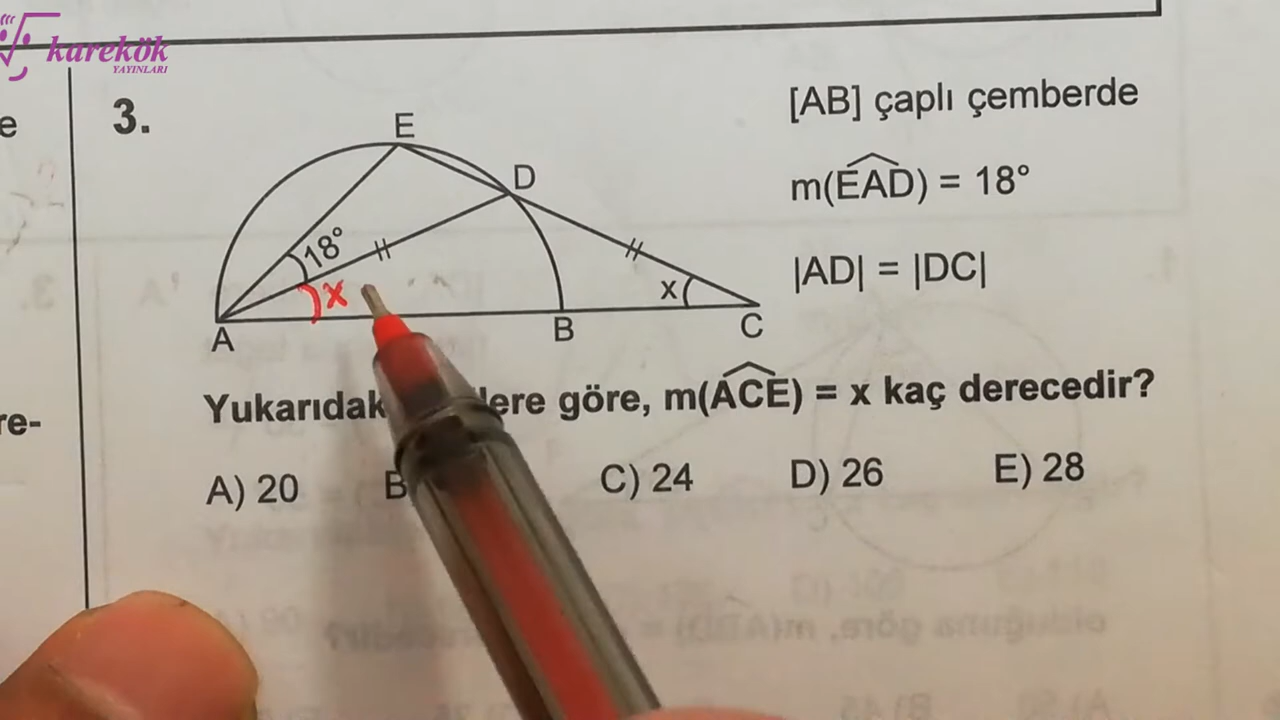 karekök
YAYINLARI
e
3.
[AB] çaplı çemberde
m(EAD) = 18°
|AD| = |DC|
E
D
18°
x
x
A
B
C
re-
lere göre, m(ACE) = x kaç derecedir?
A) 20 B C) 24 D) 26 E) 28